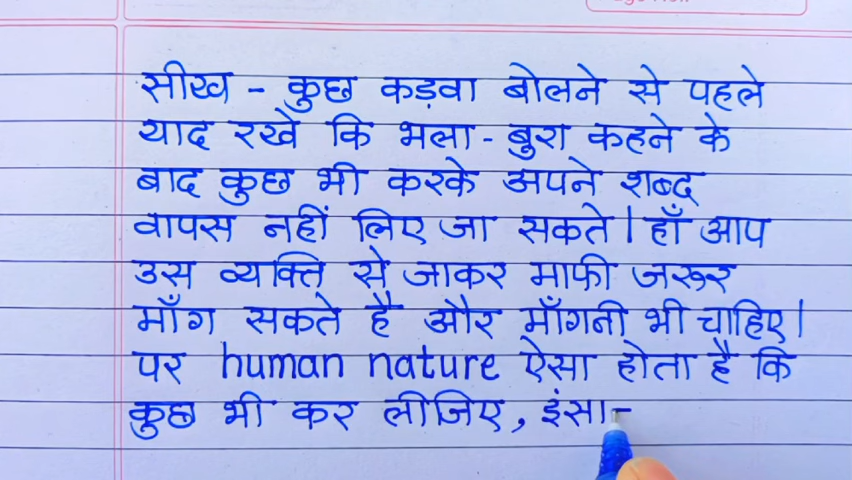 सीख - कुछ कड़वा बोलने से पहले
याद रखे कि भला - बुरा कहने के
बाद कुछ भी करके अपने शब्द
वापस नहीं लिए जा सकते। हाँ आप
उस व्यक्ति से जाकर माफी जरूर
माँग सकते है और माँगनी भी चाहिए।
पर human nature ऐसा होता है कि
कुछ भी कर लीजिए,